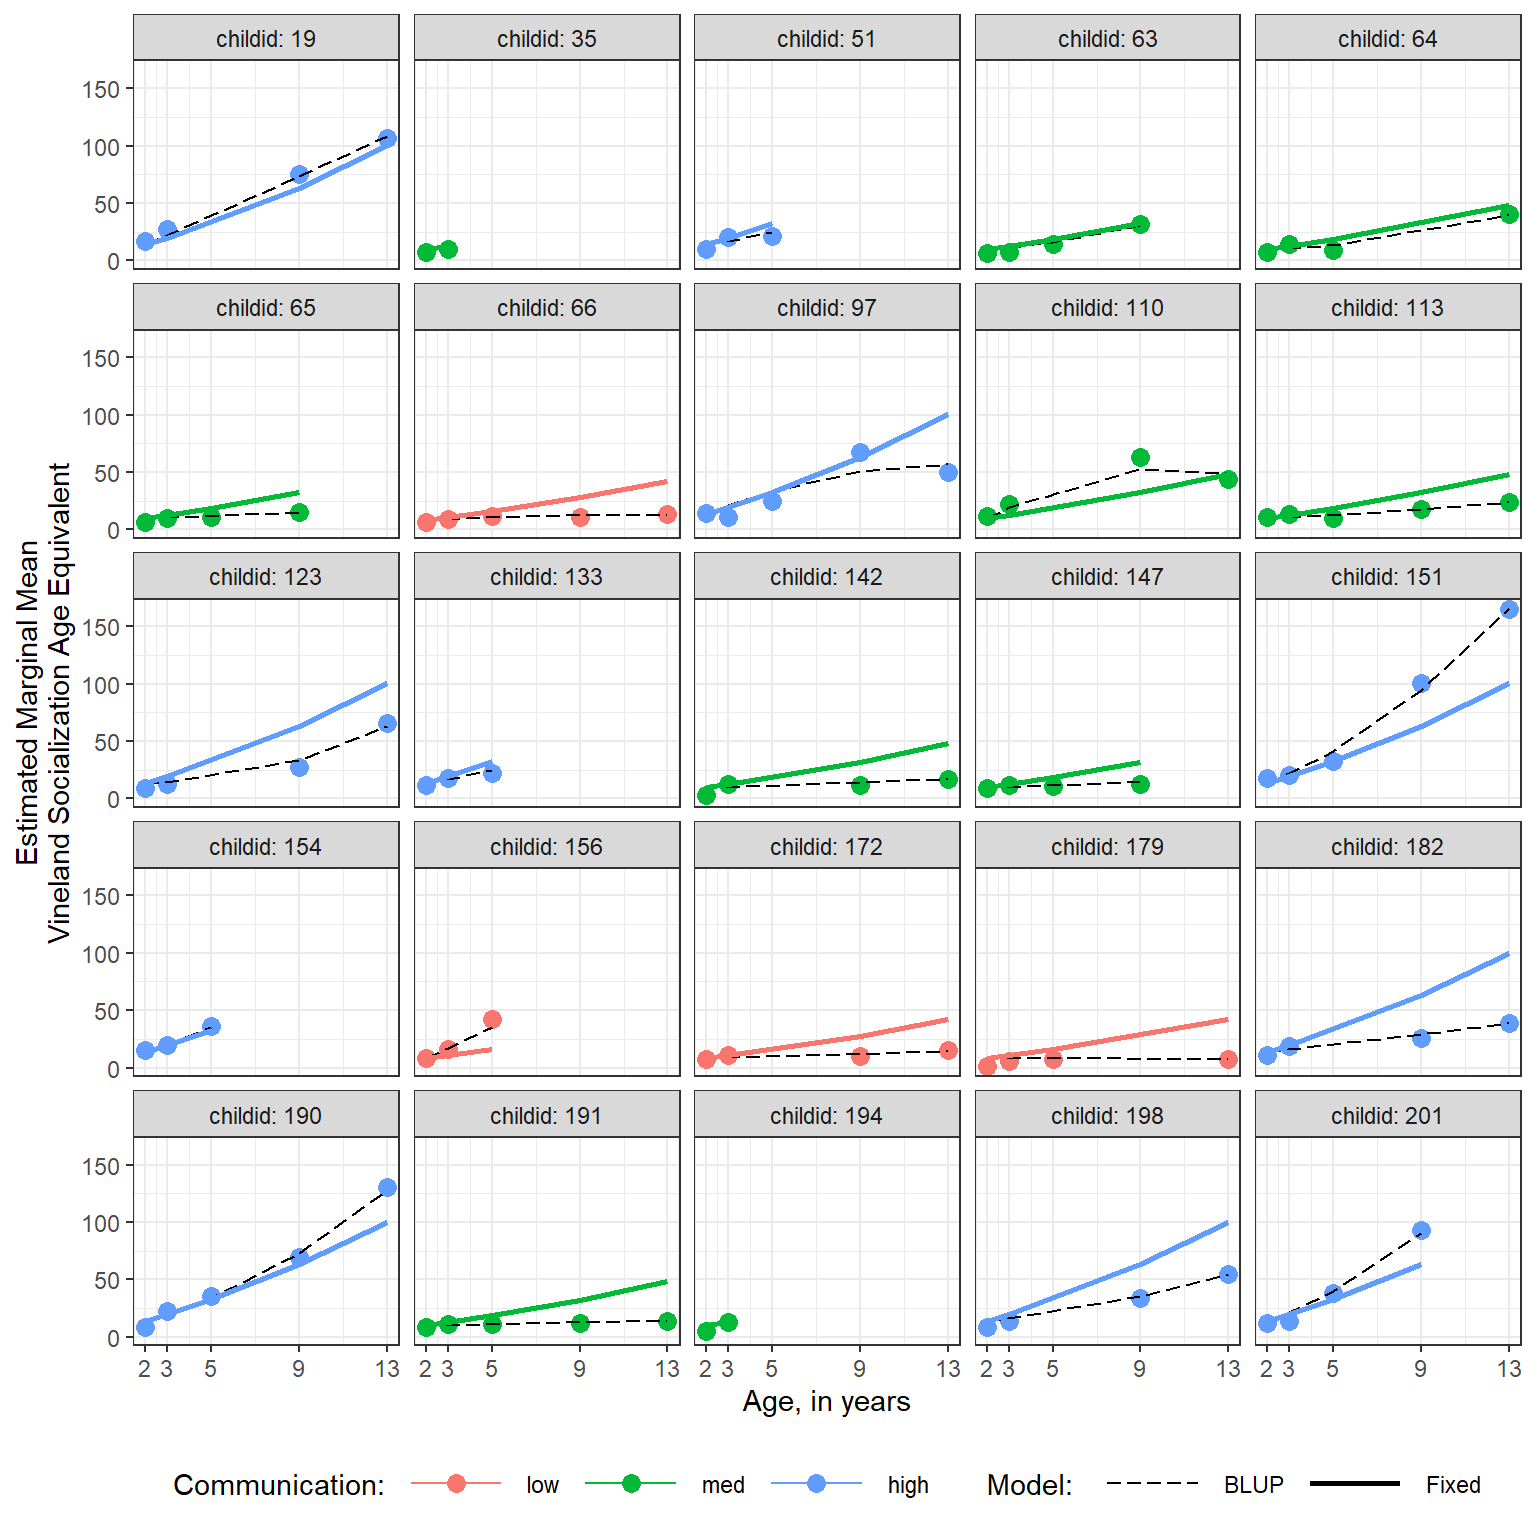 childid: 19
childid: 35
childid: 51
childid: 63
childid: 64
150
100
50
0
childid: 65
childid: 66
childid: 97
childid: 110
childid: 113
150
100
50
0
childid: 123
childid: 133
childid: 142
childid: 147
childid: 151
150
100
50
0
childid: 154
childid: 156
childid: 172
childid: 179
childid: 182
150
100
50
0
childid: 190
childid: 191
childid: 194
childid: 198
childid: 201
150
100
50
0
2 3 5 9 13
2 3 5 9 13
2 3 5 9 13
2 3 5 9 13
2 3 5 9 13
Estimated Marginal Mean
Vineland Socialization Age Equivalent
Age, in years
Communication: low med high
Model: BLUP Fixed